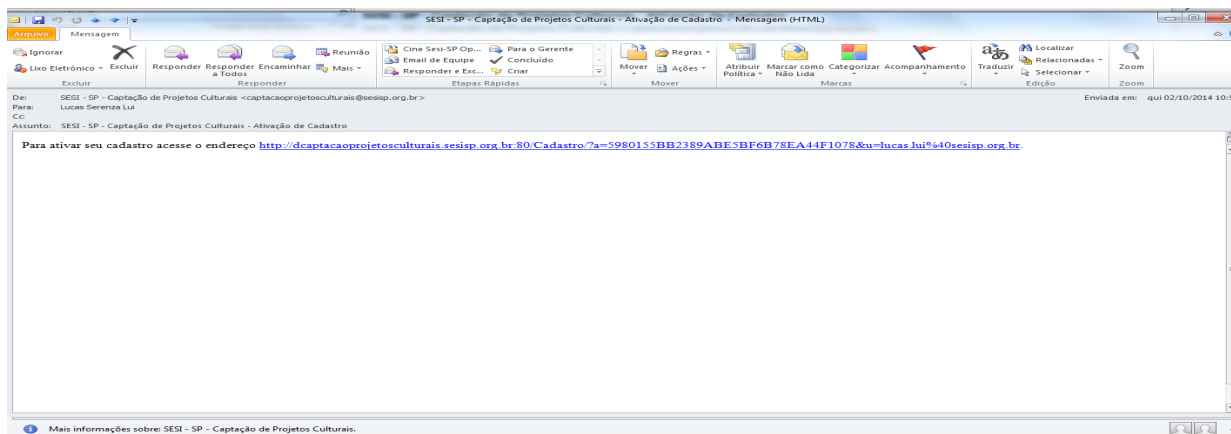 SESI - SP - Captação de Projetos Culturais - Ativação de Cadastro - Mensagem (HTML)
Arquivo Mensagem
Ignorar
Lixo Eletrônico Excluir
Responder Responder a Todos Encaminhar
Reunião
Mais
Cine Sesi-SP Op... Para o Gerente
Email de Equipe Concluído
Responder e Exc... Criar
Mover
Regras
Ações
Atribuir Política Marcar como Não Lida Categorizar Acompanhamento
Traduzir
Localizar
Relacionadas
Selecionar
Zoom
Excluir Responder Etapas Rápidas Mover Marcas Edição Zoom
De: SESI - SP - Captação de Projetos Culturais <captacaoprojetosculturais@sesisp.org.br> Enviada em: qui 02/10/2014
Para: Lucas Serenza Lui
Cc:
Assunto: SESI - SP - Captação de Projetos Culturais - Ativação de Cadastro
Para ativar seu cadastro acesse o endereço http://dcaptacaoprojetosculturais.sesisp.org.br:80/Cadastro/?a=5980155BB2389ABE5BF6B78EA44F1078&u=lucas.lui%40sesisp.org.br.
Mais informações sobre: SESI - SP - Captação de Projetos Culturais.